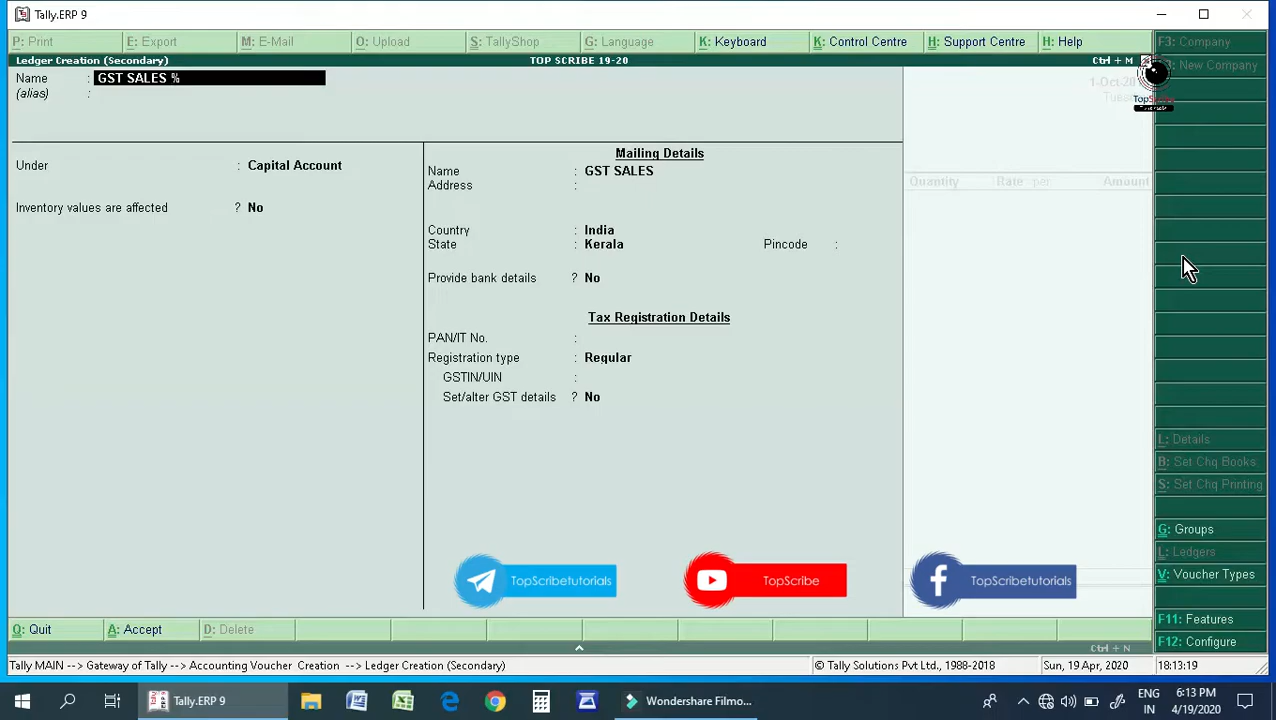 Tally.ERP 9
P: Print E: Export M: E-Mail O: Upload S: TallyShop G: Language K: Keyboard K: Control Centre H: Support Centre H: Help F3: Company
Ledger Creation (Secondary) TOP SCRIBE 19-20 Ctrl + M
New Company
Name : GST SALES %
(alias) :
1-Oct-20
Tues
TopScribe
Under : Capital Account
Inventory values are affected ? No
Mailing Details
Name : GST SALES
Address :
Country : India
State : Kerala Pincode :
Provide bank details ? No
Tax Registration Details
PAN/IT No. :
Registration type : Regular
GSTIN/UIN :
Set/alter GST details ? No
Quantity Rate per Amount
L: Details
B: Set Chq Books
S: Set Chq Printing
G: Groups
L: Ledgers
V: Voucher Types
F11: Features
F12: Configure
TopScribetutorials TopScribe TopScribetutorials
Q: Quit A: Accept D: Delete
Ctrl + N
Tally MAIN --> Gateway of Tally --> Accounting Voucher Creation --> Ledger Creation (Secondary) © Tally Solutions Pvt Ltd., 1988-2018 Sun, 19 Apr, 2020 18:13:19
Tally.ERP 9 Wondershare Filmo... ENG IN 6:13 PM 4/19/2020